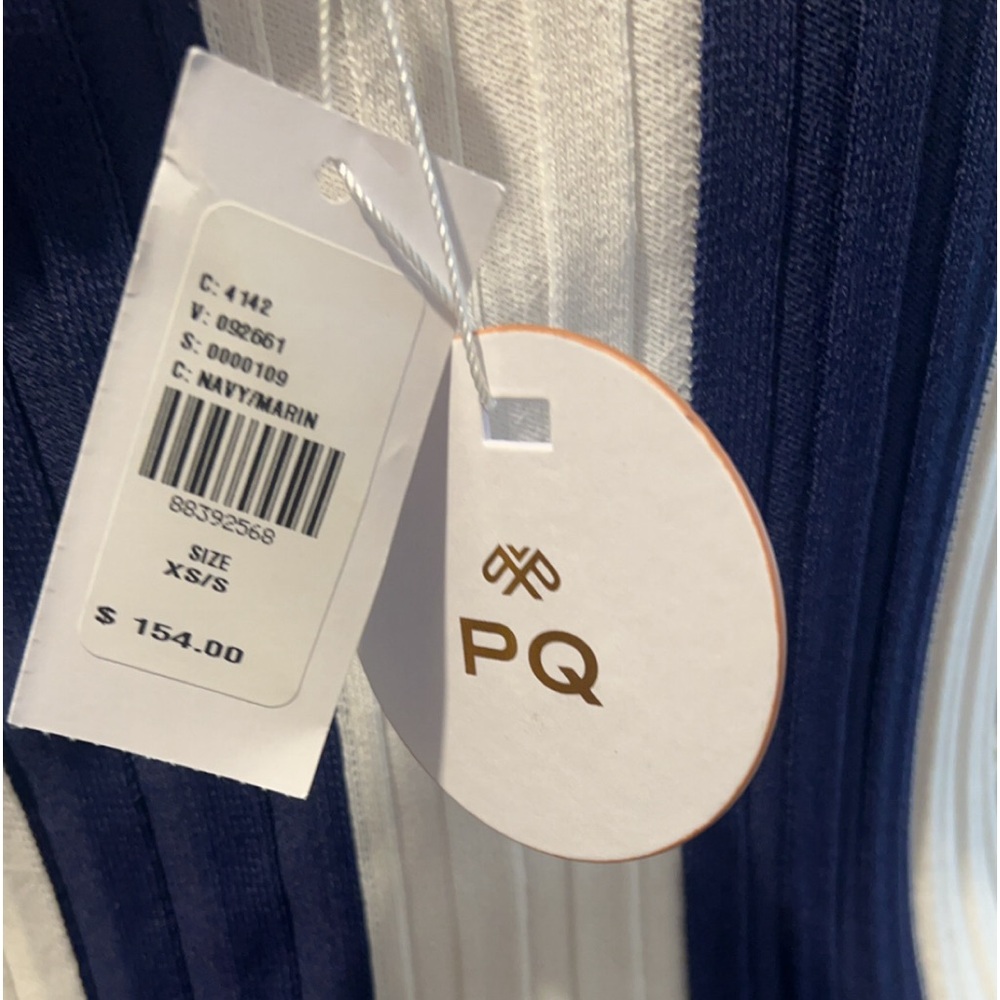 C: 4142
V: 092661
S: 0000109
C: NAVY/MARIN
88392568
SIZE
XS/S
$ 154.00
PQ